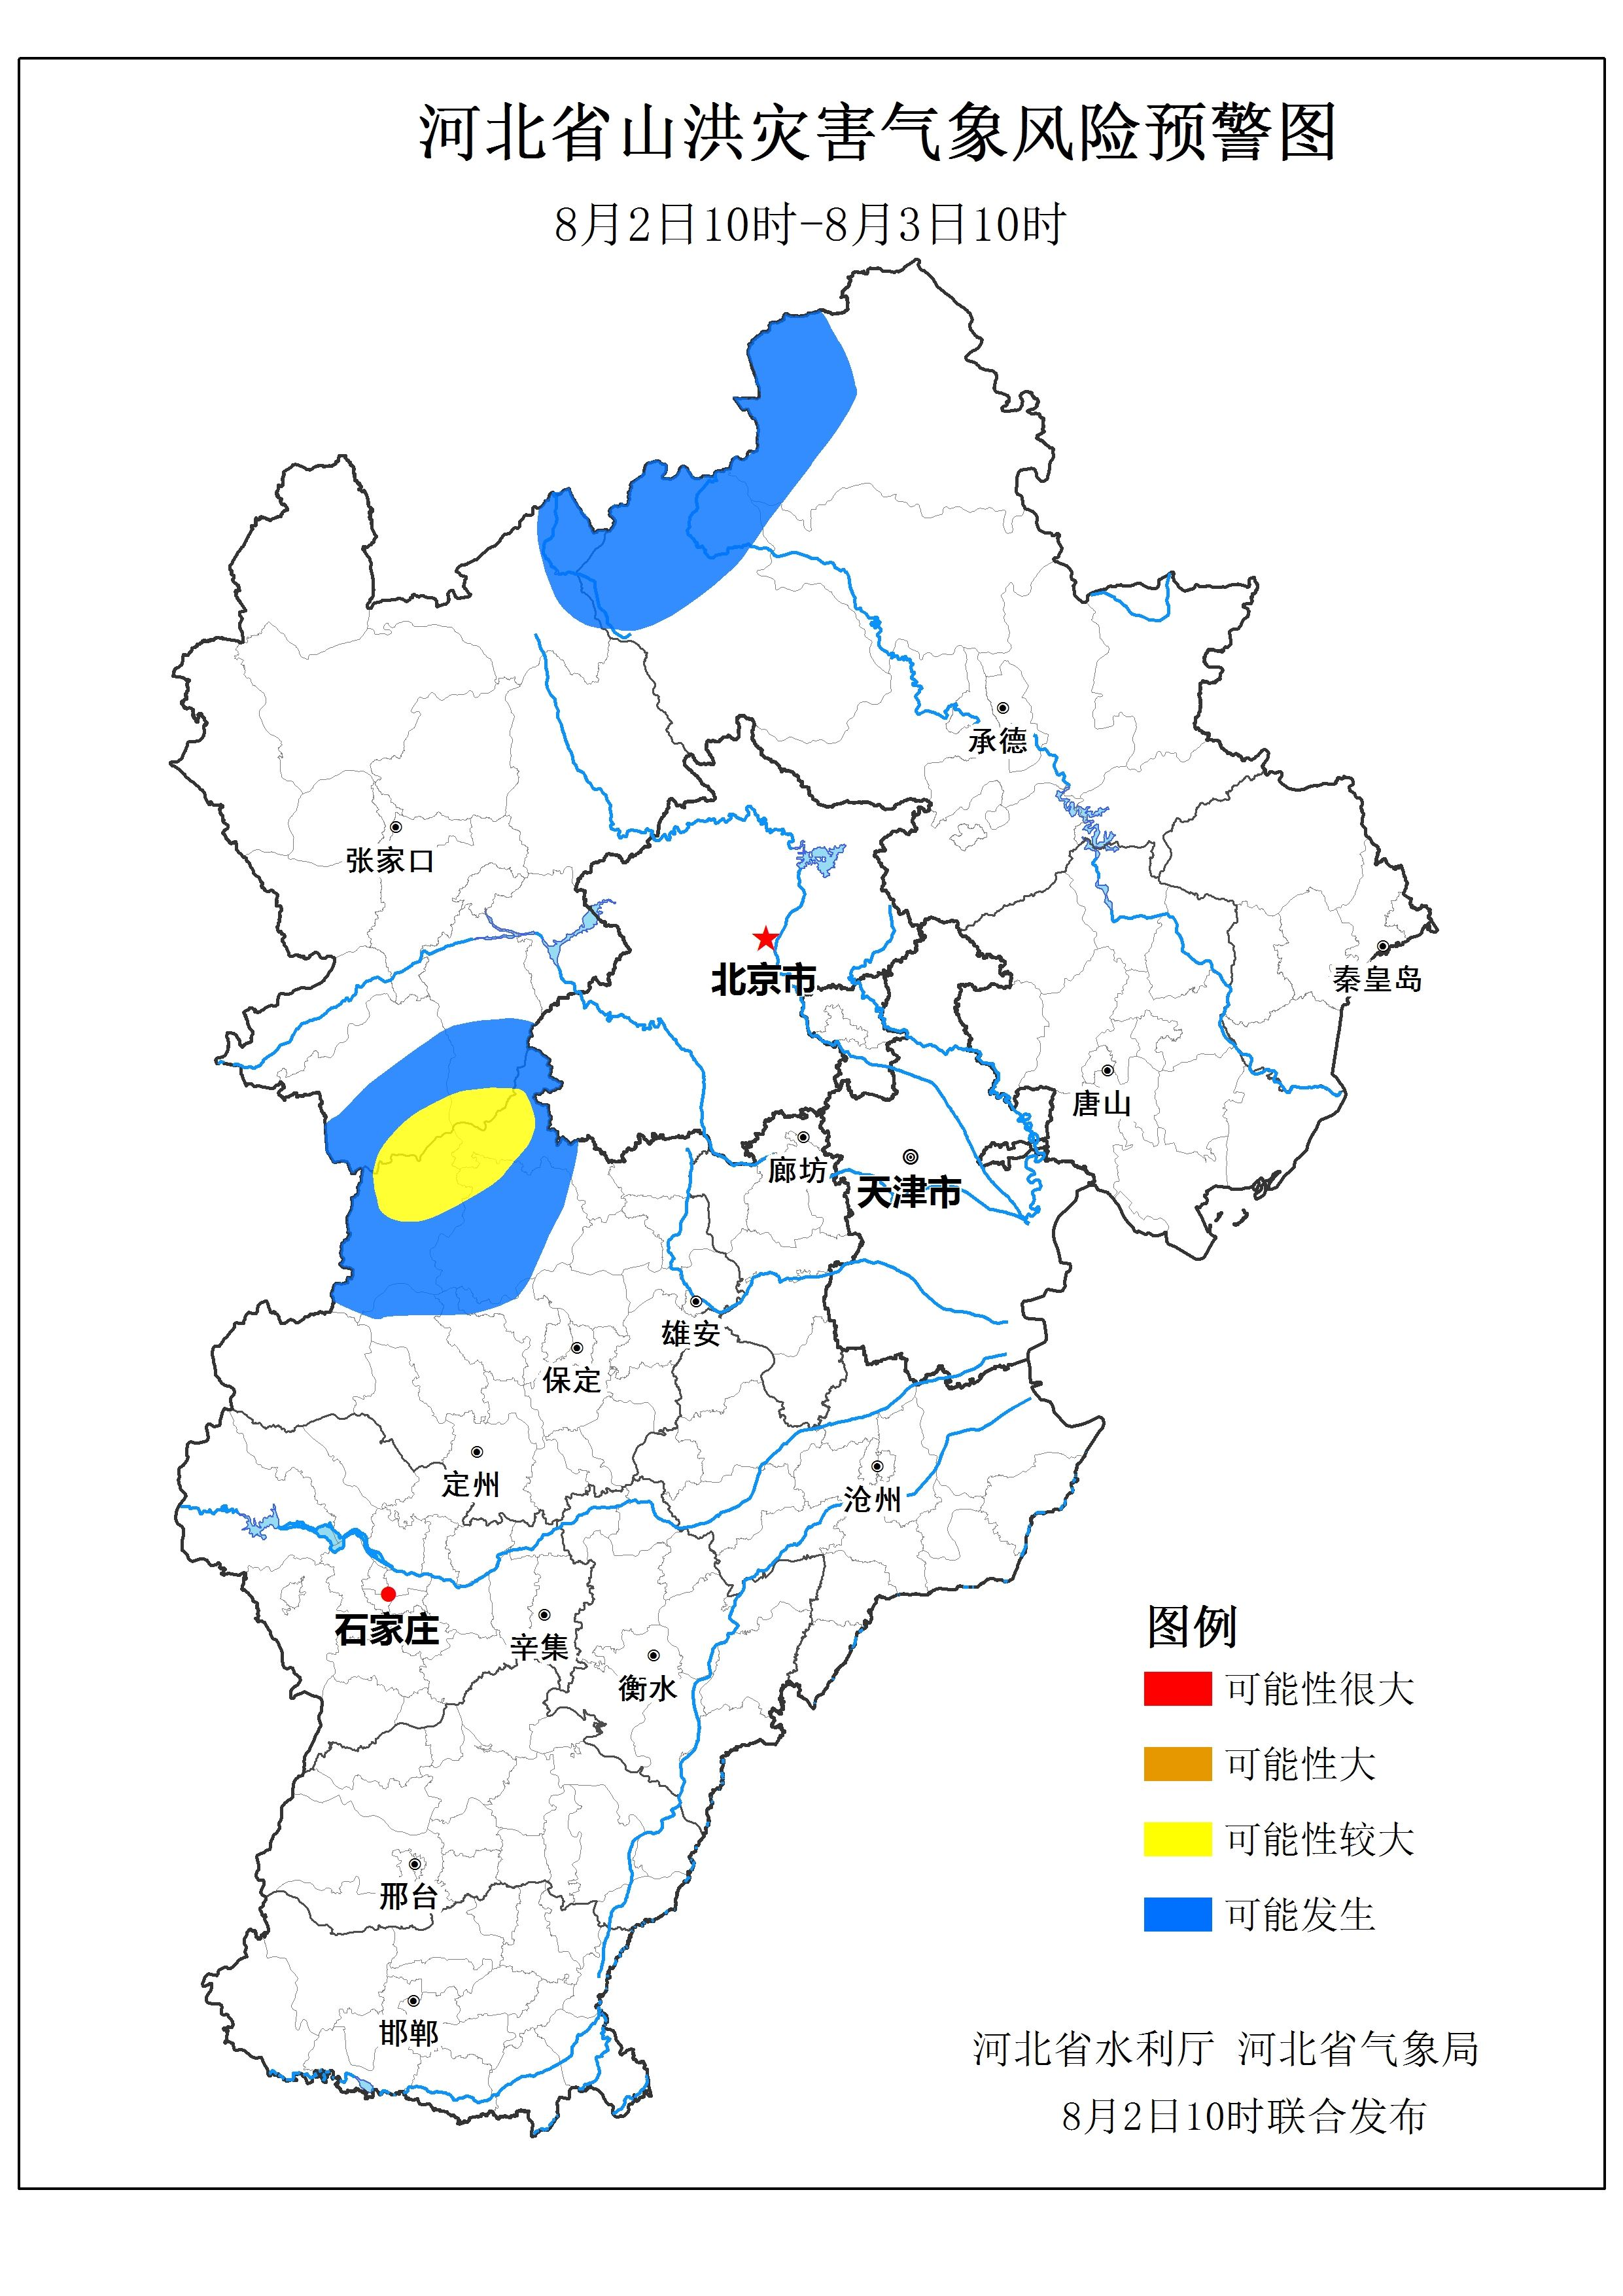 河北省山洪灾害气象风险预警图
8月2日10时-8月3日10时
承德
张家口
北京市
秦皇岛
唐山
廊坊
天津市
雄安
保定
定州
沧州
石家庄
辛集
衡水
邢台
邯郸
图例
可能性很大
可能性大
可能性较大
可能发生
河北省水利厅 河北省气象局
8月2日10时联合发布